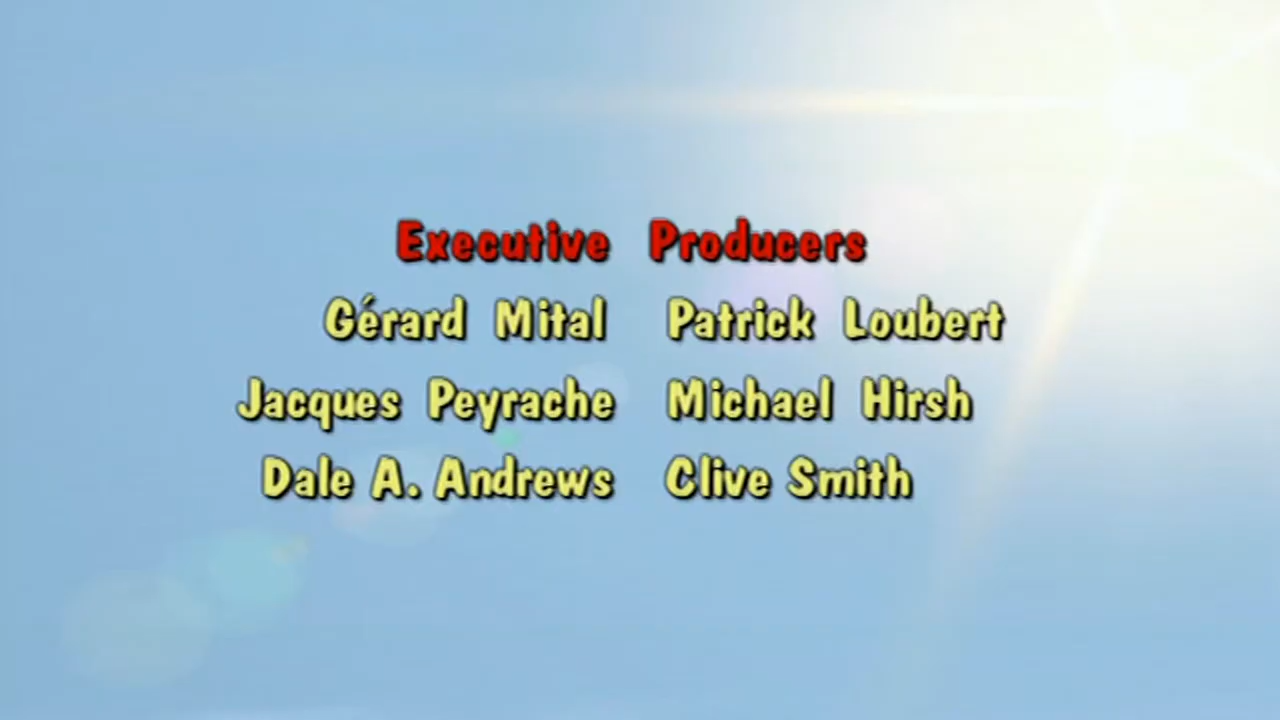 Executive Producers
Gérard Mital Patrick Loubert
Jacques Peyrache Michael Hirsh
Dale A. Andrews Clive Smith